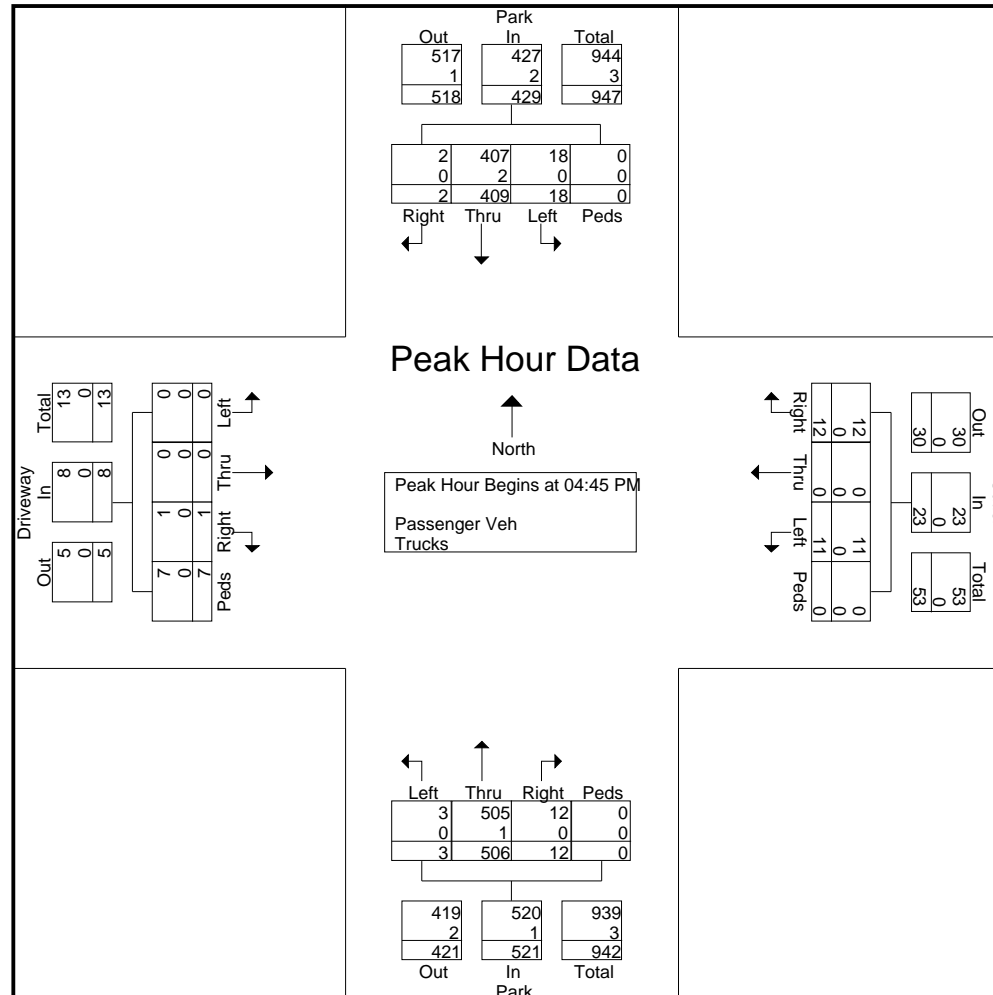 Park
Out In Total
517 427 944
1 2 3
518 429 947
2 407 18 0
0 2 0 0
2 409 18 0
Right Thru Left Peds
Peak Hour Data
North
Peak Hour Begins at 04:45 PM
Passenger Veh
Trucks
Driveway
Out In Total
5 8 13
0 0 0
5 8 13
Left Thru Right Peds
0 0 1 7
0 0 0 0
0 0 1 7
Right Thru Left Peds
12 0 11 0
0 0 0 0
12 0 11 0
Out In Total
30 23 53
0 0 0
30 23 53
Left Thru Right Peds
3 505 12 0
0 1 0 0
3 506 12 0
419 520 939
2 1 3
421 521 942
Out In Total
Park